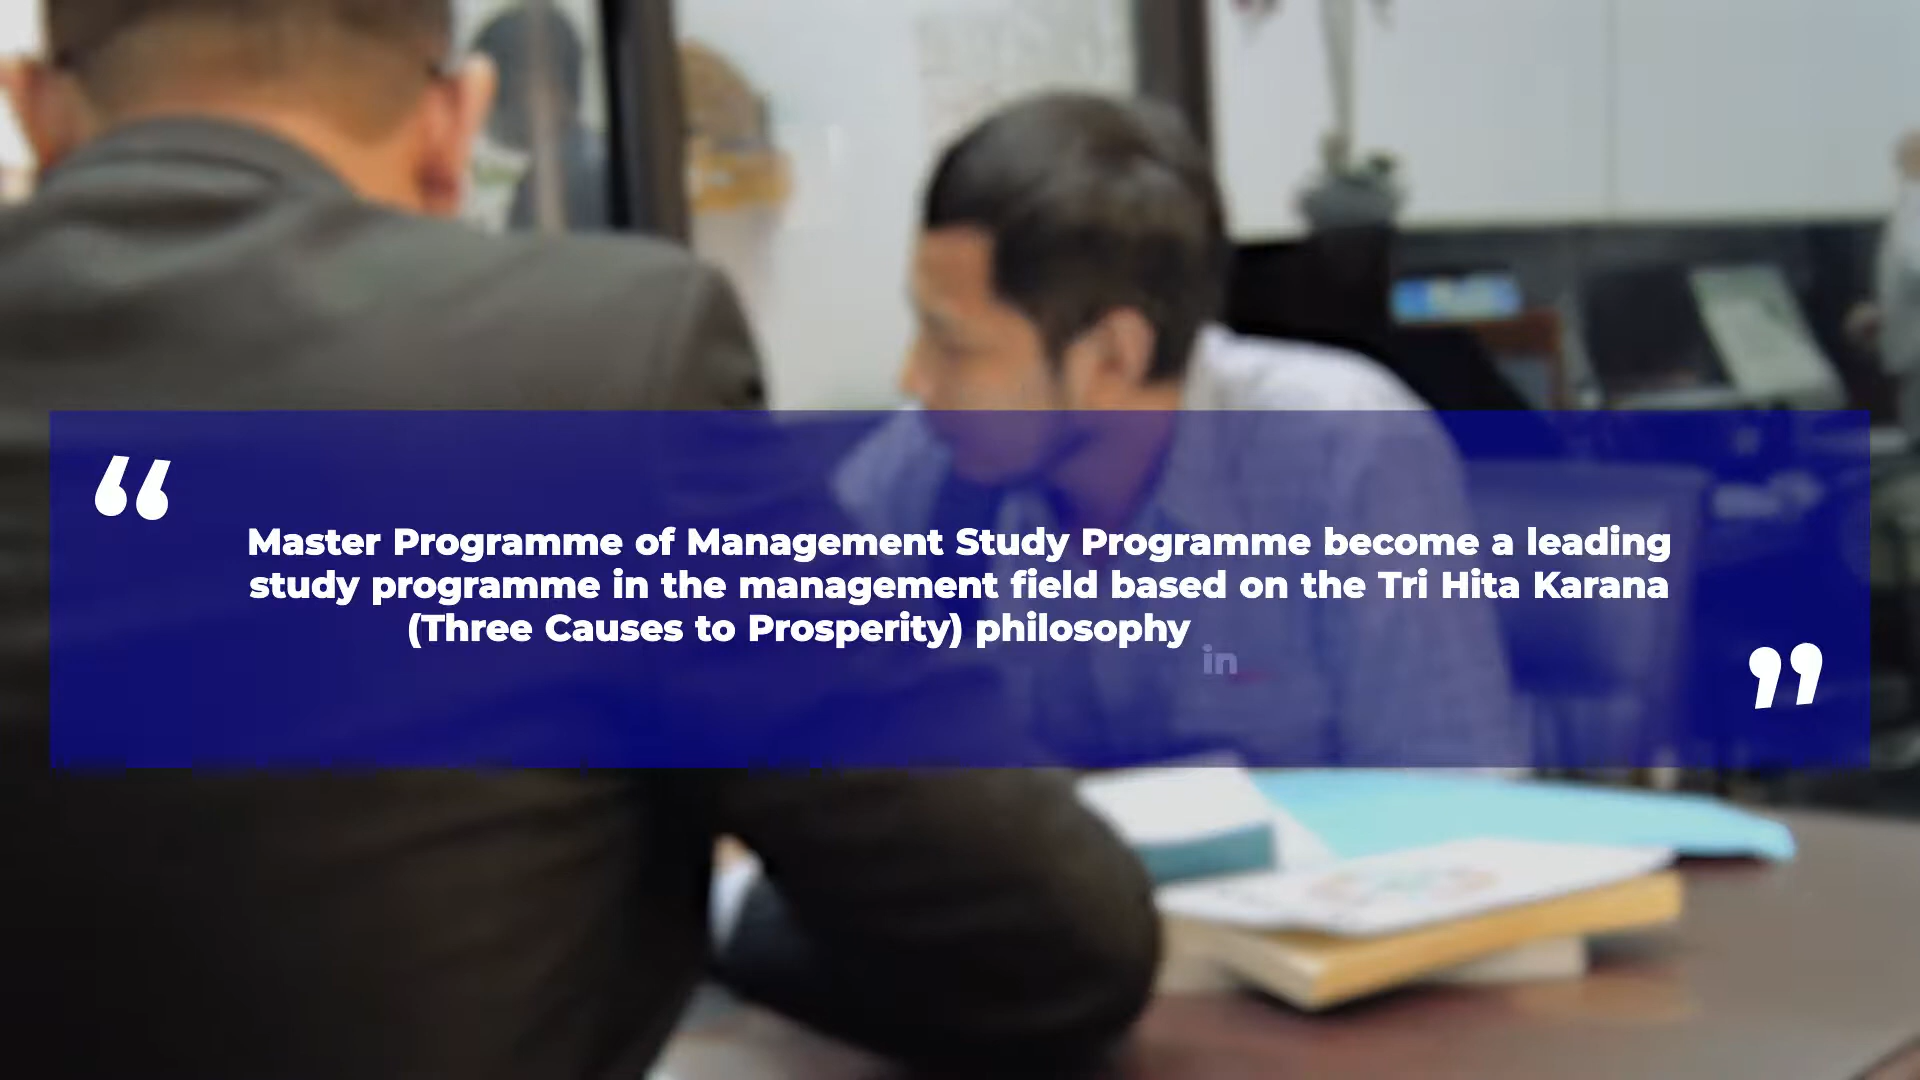 “
Master Programme of Management Study Programme become a leading
study programme in the management field based on the Tri Hita Karana
(Three Causes to Prosperity) philosophy in
”